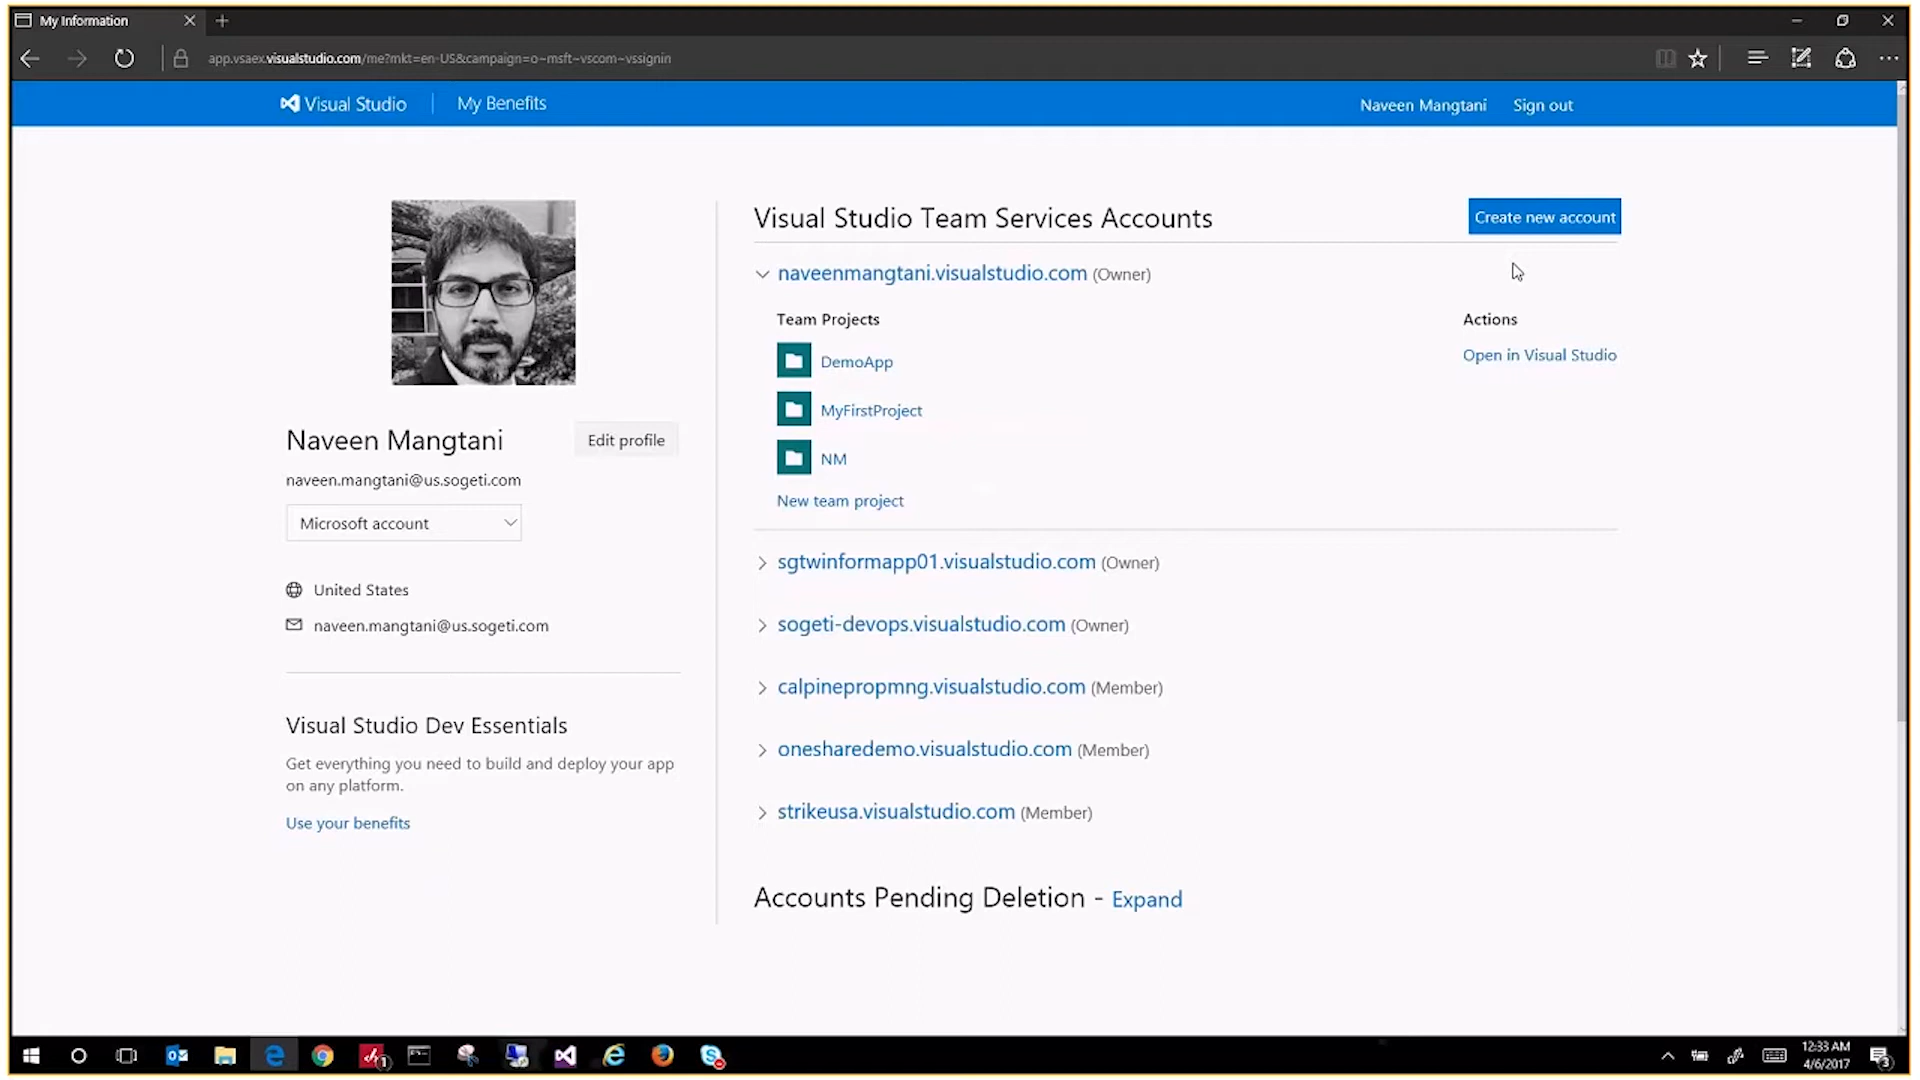 My Information
app.vsaex.visualstudio.com/me?mkt=en-US&campaign=o~msft~vscom~vssignin
Visual Studio
My Benefits
Naveen Mangtani
Sign out
Visual Studio Team Services Accounts
Create new account
naveenmangtani.visualstudio.com (Owner)
Team Projects
Actions
DemoApp
Open in Visual Studio
MyFirstProject
NM
New team project
Naveen Mangtani
Edit profile
naveen.mangtani@us.sogeti.com
Microsoft account
United States
naveen.mangtani@us.sogeti.com
Visual Studio Dev Essentials
Get everything you need to build and deploy your app
on any platform.
Use your benefits
sgtwinformapp01.visualstudio.com (Owner)
sogeti-devops.visualstudio.com (Owner)
calpinepropmng.visualstudio.com (Member)
onesharedemo.visualstudio.com (Member)
strikeusa.visualstudio.com (Member)
Accounts Pending Deletion - Expand
12:33 AM
4/6/2017